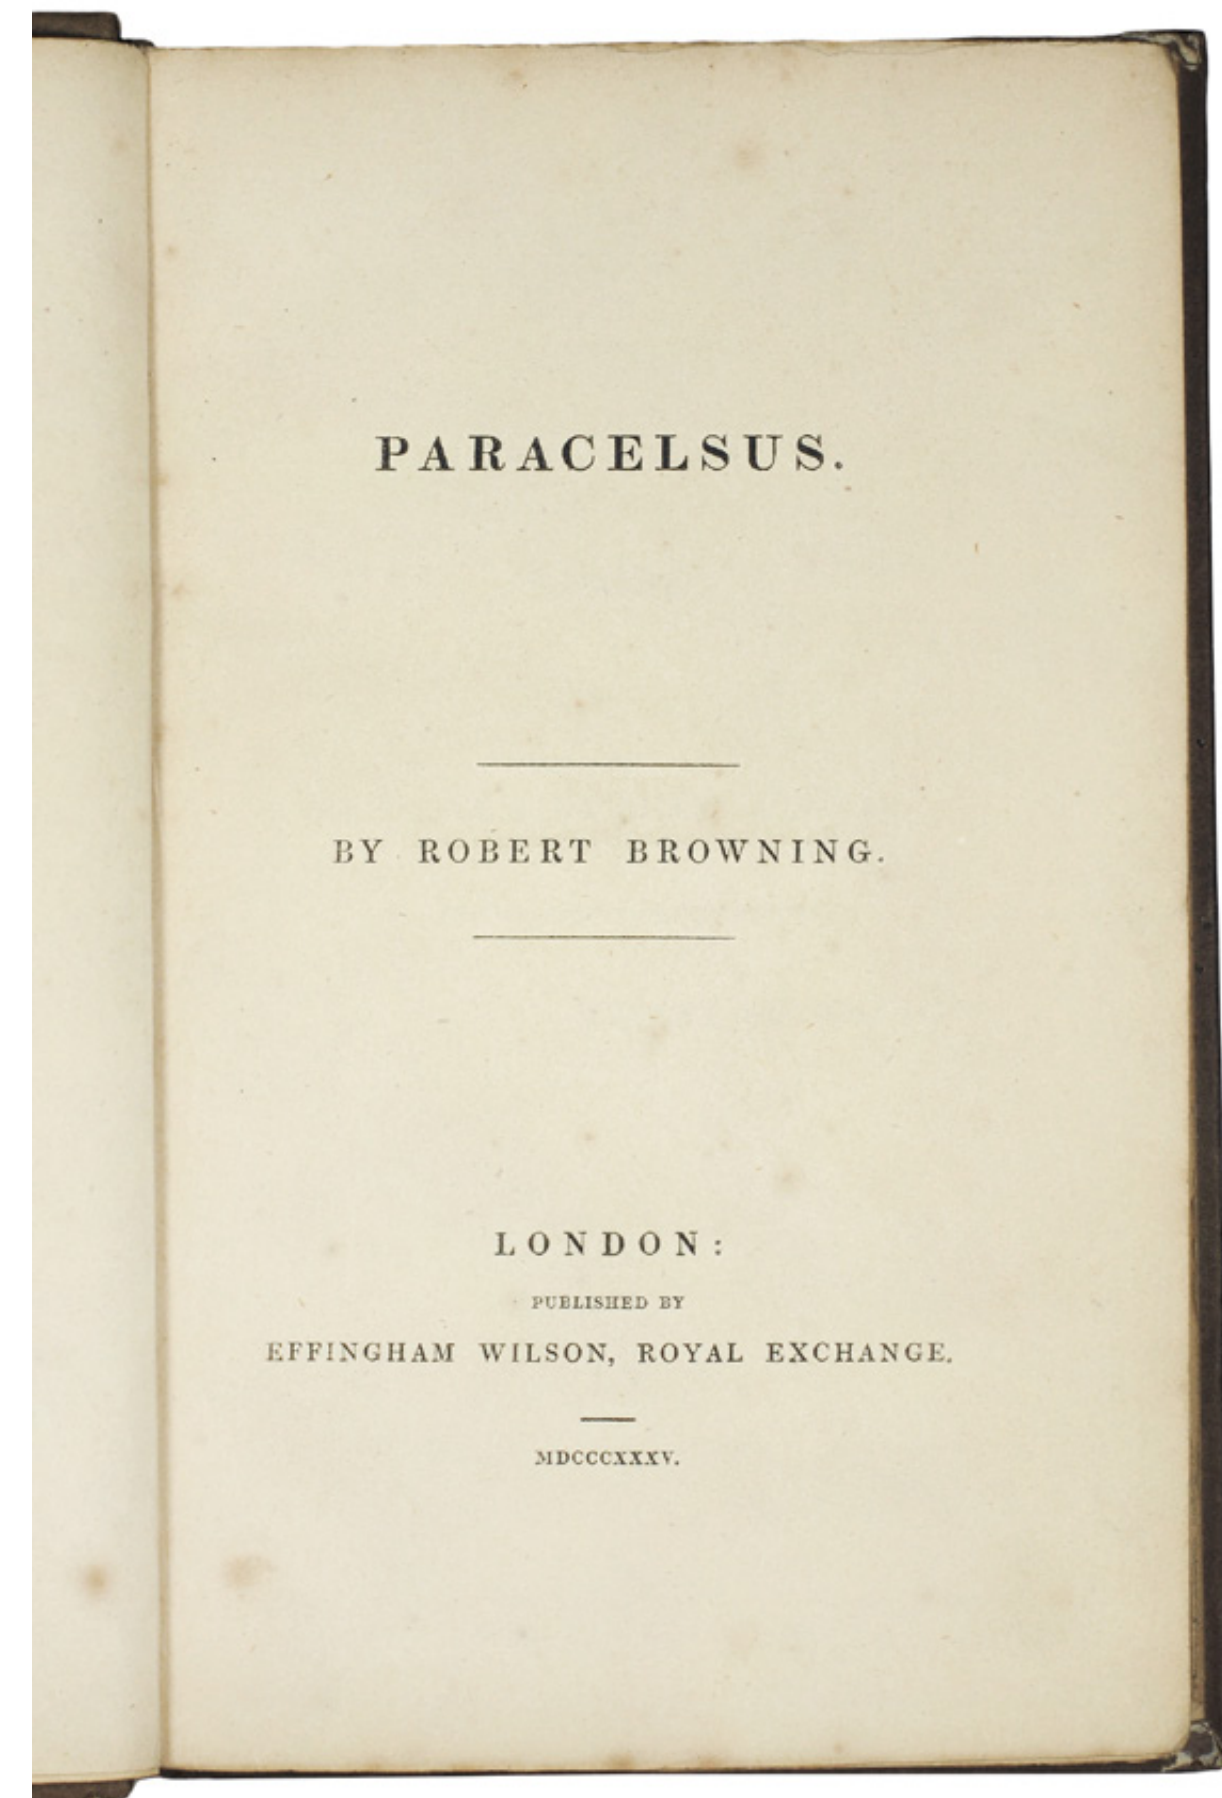 PARACELSUS.
BY ROBERT BROWNING.
LONDON:
PUBLISHED BY
EFFINGHAM WILSON, ROYAL EXCHANGE.
MDCCCXXXV.